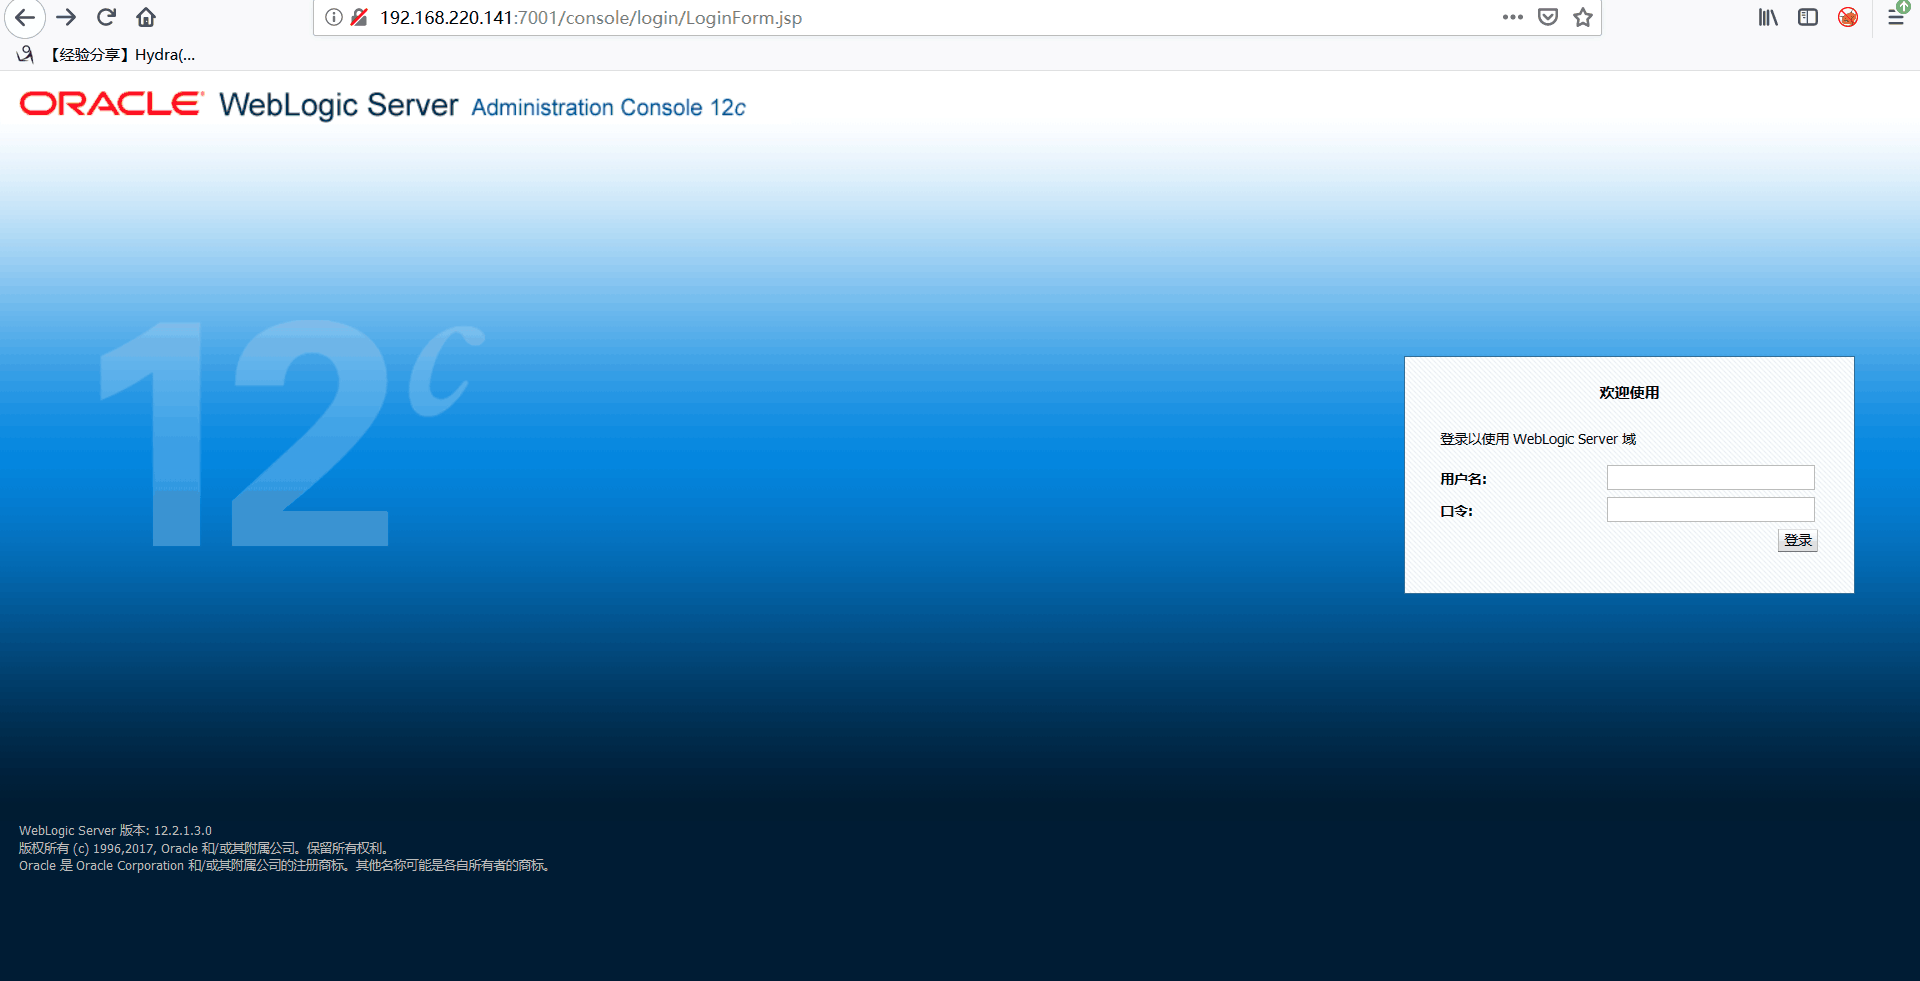 192.168.220.141:7001/console/login/LoginForm.jsp
【经验分享】Hydra(...
ORACLE WebLogic Server Administration Console 12c
12c
欢迎使用
登录以使用 WebLogic Server 域
用户名:
口令:
登录
WebLogic Server 版本: 12.2.1.3.0
版权所有 (c) 1996,2017, Oracle 和/或其附属公司。保留所有权利。
Oracle 是 Oracle Corporation 和/或其附属公司的注册商标。其他名称可能是各自所有者的商标。